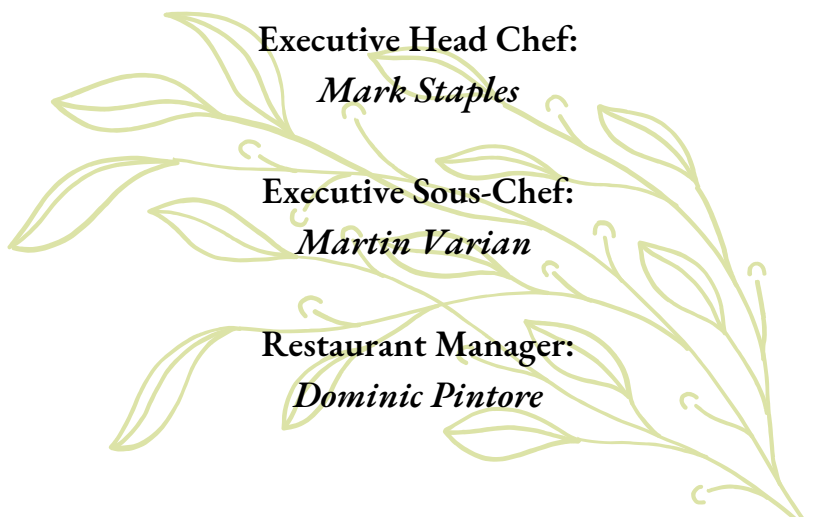 Executive Head Chef:
Mark Staples
Executive Sous-Chef:
Martin Varian
Restaurant Manager:
Dominic Pintore